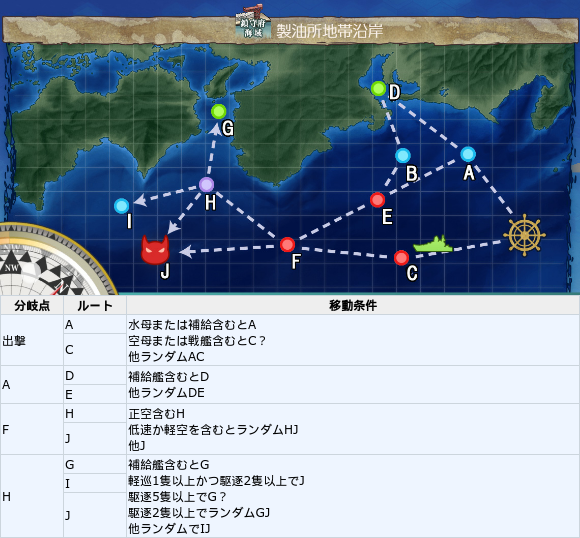 鎮守府
海域
製油所地帯沿岸
D
G
B
A
H
I
E
J
F
C
NW
NW
分岐点 ルート 移動条件
出撃
A
C
水母または補給含むとA
空母または戦艦含むとC？
他ランダムAC
A
D
E
補給艦含むとD
他ランダムDE
F
H
J
正空含むH
低速か軽空を含むとランダムHJ
他J
H
G
I
J
補給艦含むとG
軽巡1隻以上かつ駆逐2隻以上でJ
駆逐5隻以上でG？
駆逐2隻以上でランダムGJ
他ランダムでIJ